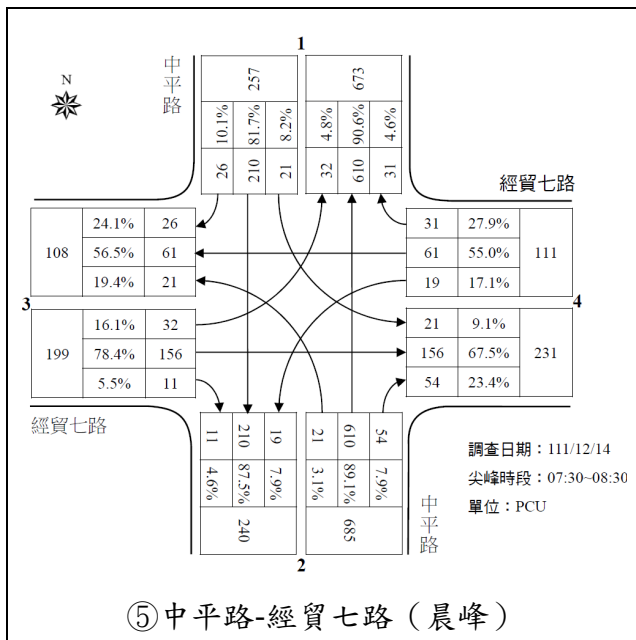 1
中平路
N
257
673
10.1% 81.7% 8.2%
4.8% 90.6% 4.6%
26 210 21
32 610 31
經貿七路
108
24.1% 26
56.5% 61
19.4% 21
31 27.9%
61 55.0%
19 17.1%
111
3
4
199
16.1% 32
78.4% 156
5.5% 11
21 9.1%
156 67.5%
54 23.4%
231
經貿七路
11 210 19
21 610 54
4.6% 87.5% 7.9%
3.1% 89.1% 7.9%
240
685
2
中平路
調查日期：111/12/14
尖峰時段：07:30~08:30
單位：PCU
⑤中平路-經貿七路（晨峰）